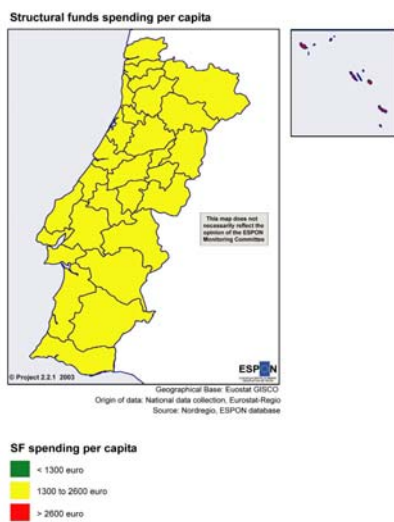 Structural funds spending per capita
This map does not
necessarily reflect the
opinion of the ESPON
Monitoring Committee
© Project 2.2.1 2003
ESPON
Geographical Base: Euostat GISCO
Origin of data: National data collection, Eurostat-Regio
Source: Nordregio, ESPON database
SF spending per capita
< 1300 euro
1300 to 2600 euro
> 2600 euro